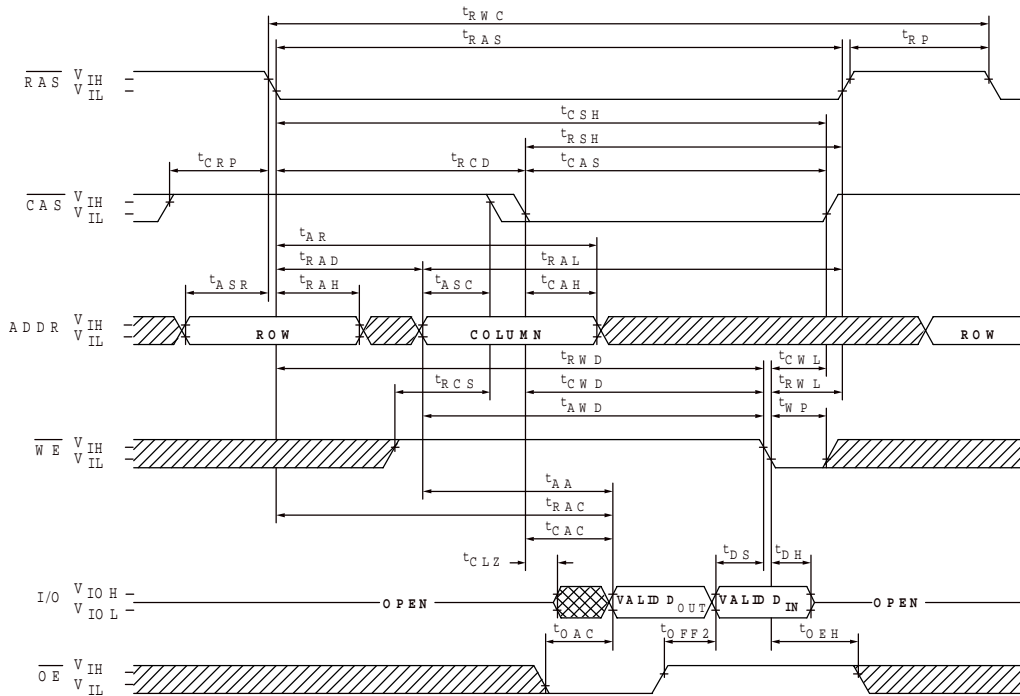 tRWC
tRAS
tRP
RAS VIH
VIL
tCSH
tRSH
tCRP
tRCD
tCAS
CAS VIH
VIL
tAR
tRAD
tRAL
tASR
tRAH
tASC
tCAH
ADDR VIH
VIL
ROW
COLUMN
ROW
tRWD
tCWL
tRCS
tCWD
tRWL
tAWD
tWP
WE VIH
VIL
tAA
tRAC
tCAC
tCLZ
tDS
tDH
I/O VIOH
VIOL
OPEN
VALID DOUT
VALID DIN
OPEN
tOAC
tOFF2
tOEH
OE VIH
VIL